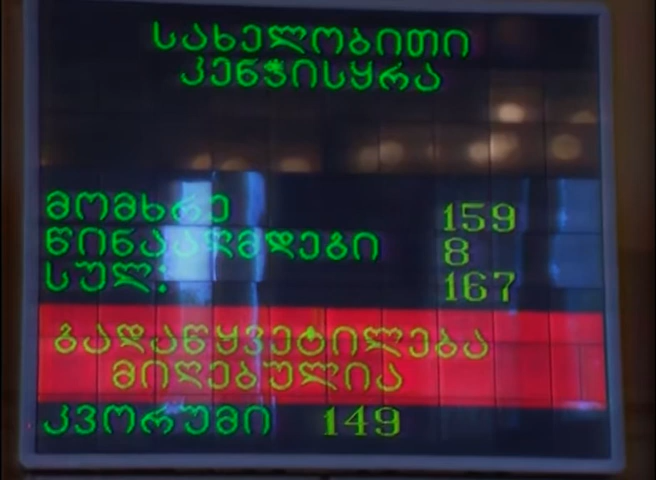 სახელობითი
კენჭისყრა
მომხრე 159
წინააღმდეგი 8
სულ: 167
გადაწყვეტილება
მიღებულია
კვორუმი 149